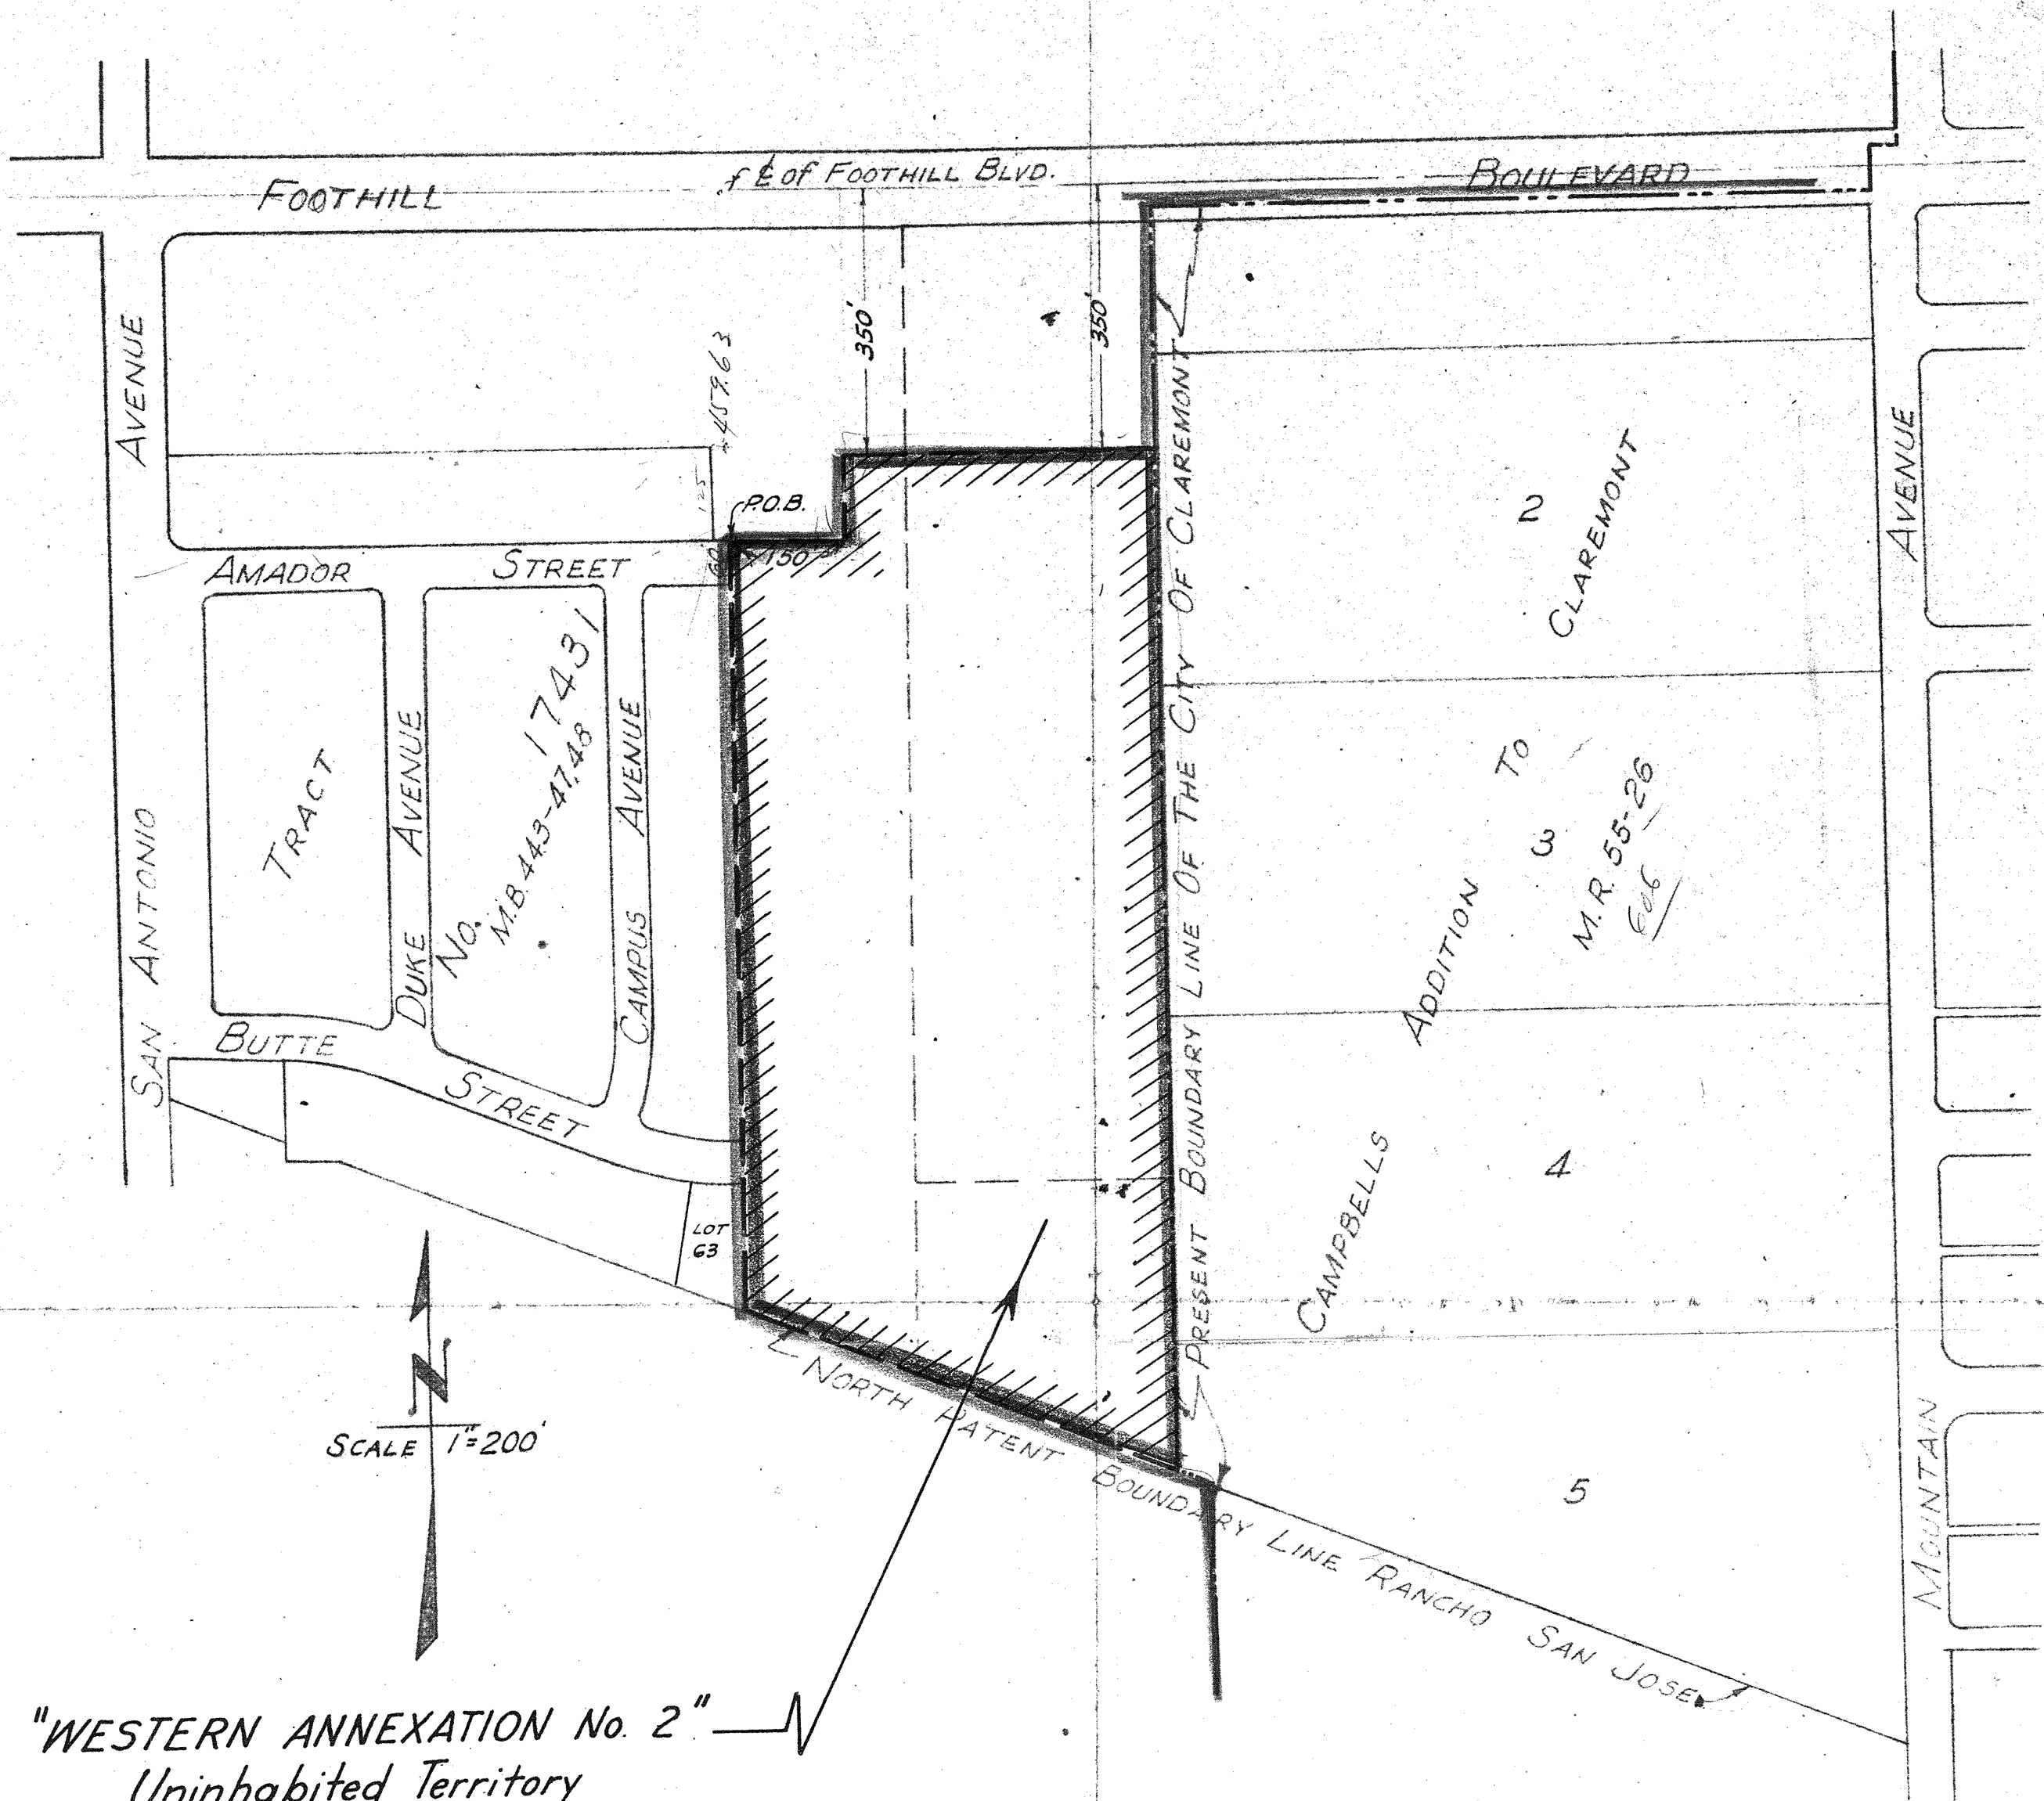 ℄ of FOOTHILL BLVD.
FOOTHILL
BOULEVARD
350'
350'
459.63
125
P.O.B.
150
60
AMADOR STREET
SAN ANTONIO AVENUE
TRACT
No. 17431
M.B. 443-47,48
DUKE AVENUE
CAMPUS AVENUE
BUTTE STREET
LOT
63
PRESENT BOUNDARY LINE OF THE CITY OF CLAREMONT
2
3
4
5
CAMPBELLS ADDITION TO CLAREMONT
M.R. 55-26
606
MOUNTAIN AVENUE
N
SCALE 1"=200'
NORTH PATENT BOUNDARY LINE RANCHO SAN JOSE
"WESTERN ANNEXATION No. 2"
Uninhabited Territory